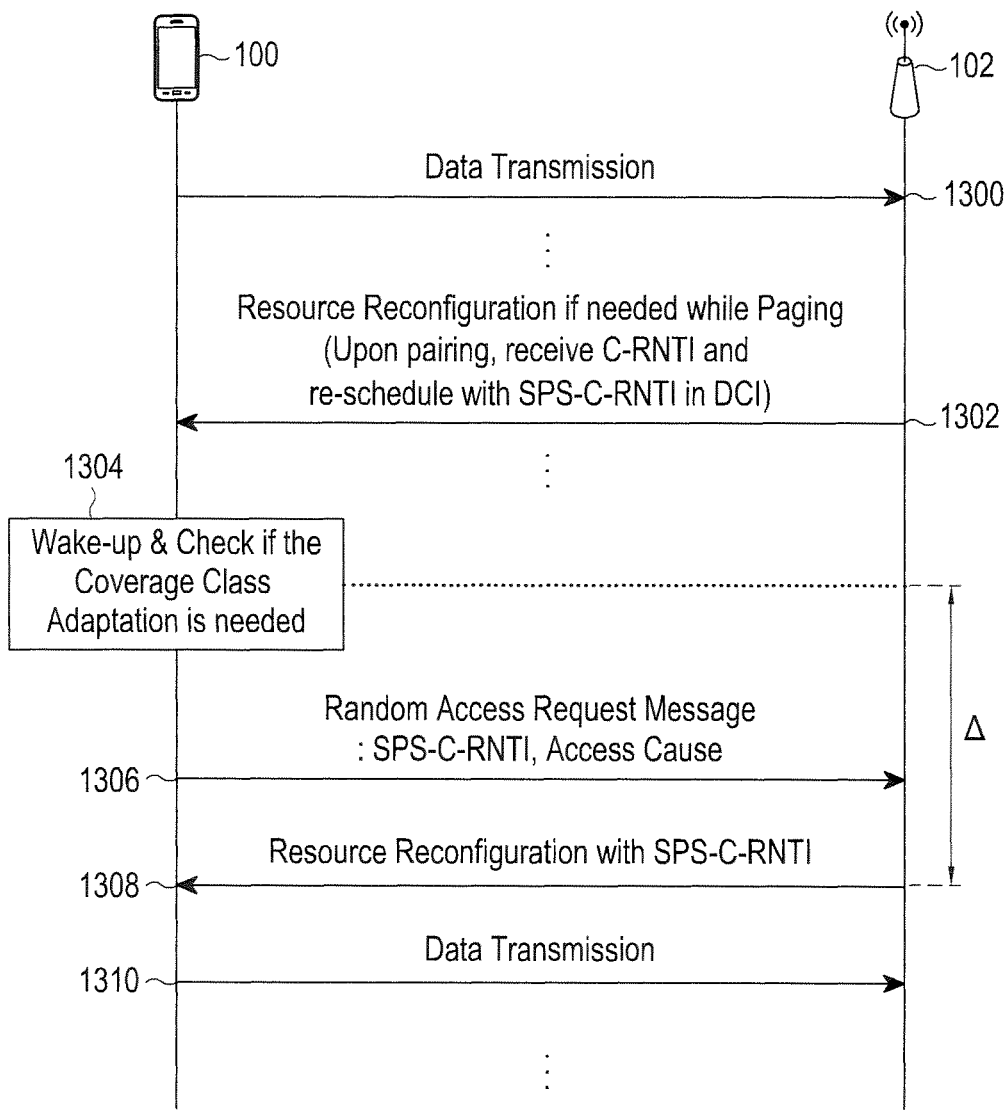 100
102
Data Transmission
1300
Resource Reconfiguration if needed while Paging
(Upon pairing, receive C-RNTI and
re-schedule with SPS-C-RNTI in DCI)
1302
1304
Wake-up & Check if the
Coverage Class
Adaptation is needed
Random Access Request Message
: SPS-C-RNTI, Access Cause
1306
Δ
Resource Reconfiguration with SPS-C-RNTI
1308
Data Transmission
1310